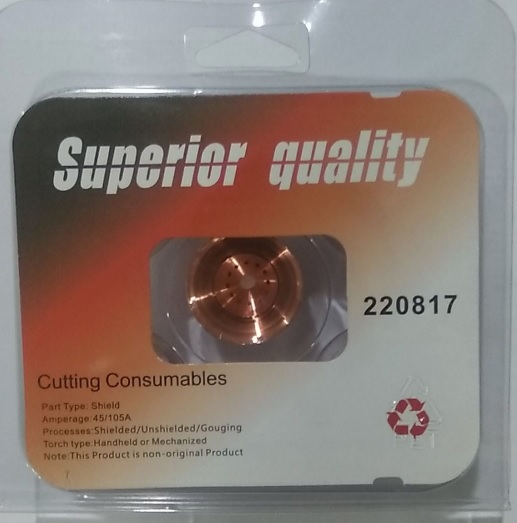 Superior quality
220817
Cutting Consumables
Part Type: Shield
Amperage:45/105A
Processes:Shielded/Unshielded/Gouging
Torch type:Handheld or Mechanized
Note:This Product is non-original Product
PET